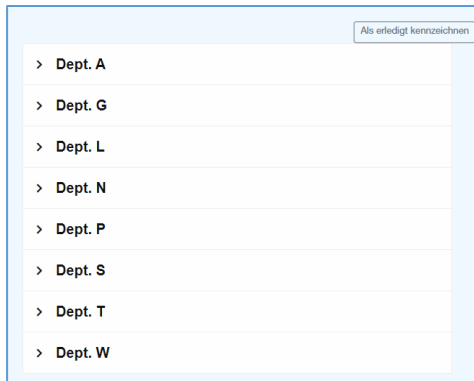 Als erledigt kennzeichnen
Dept. A
Dept. G
Dept. L
Dept. N
Dept. P
Dept. S
Dept. T
Dept. W